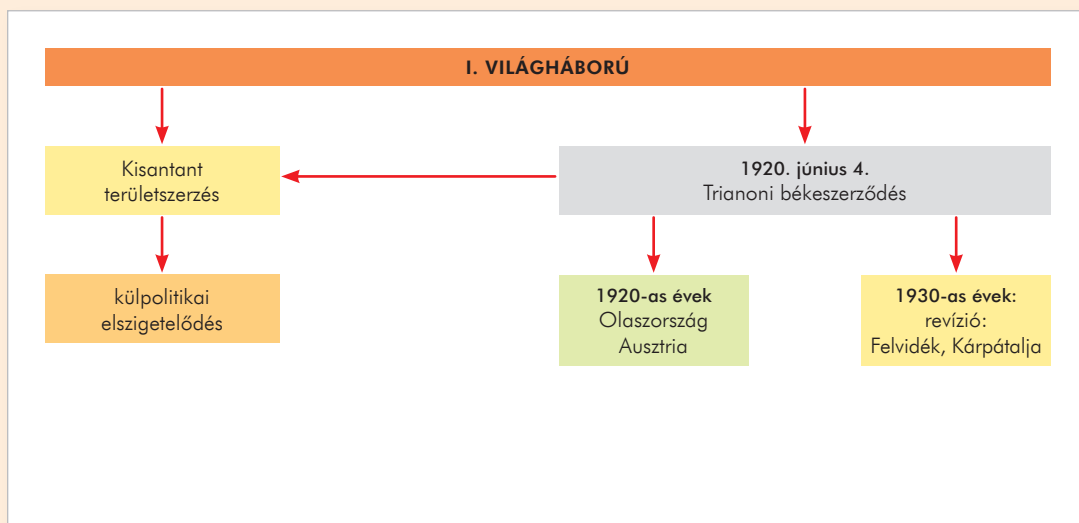 I. VILÁGHÁBORÚ
Kisantant
területszerzés
1920. június 4.
Trianoni békeszerződés
külpolitikai
elszigetelődés
1920-as évek
Olaszország
Ausztria
1930-as évek:
revízió:
Felvidék, Kárpátalja